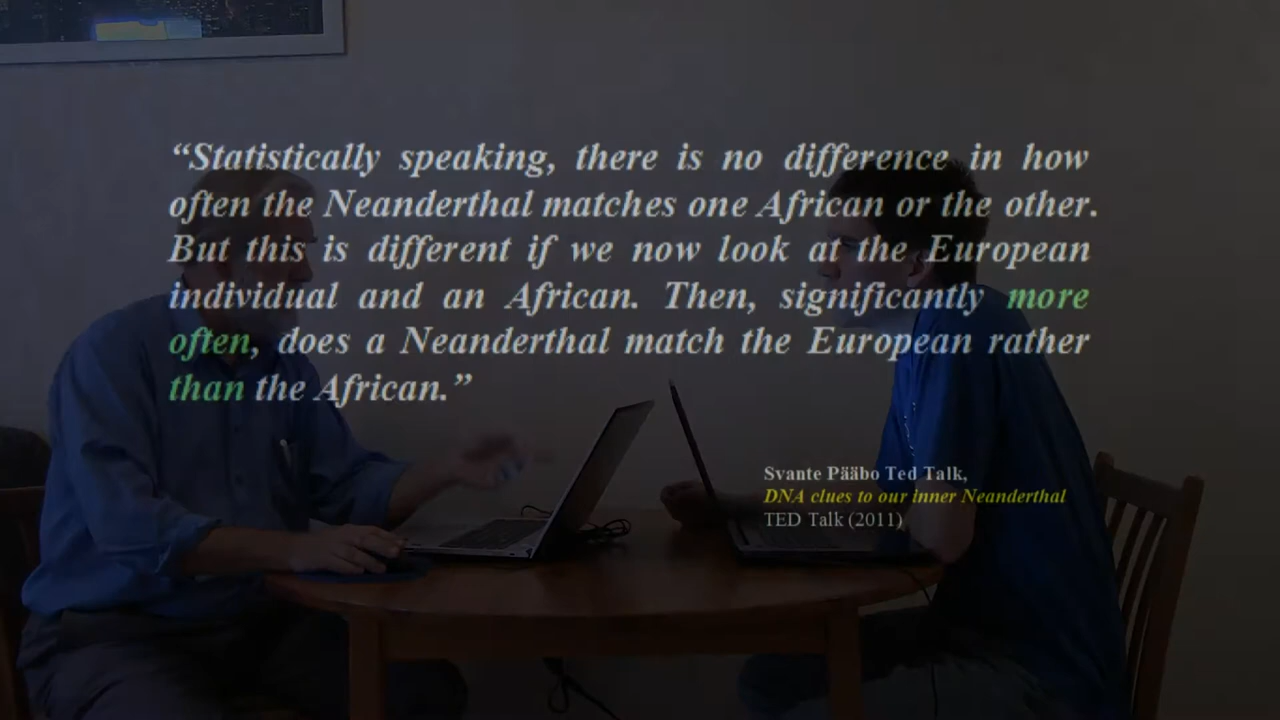 “Statistically speaking, there is no difference in how
often the Neanderthal matches one African or the other.
But this is different if we now look at the European
individual and an African. Then, significantly more
often, does a Neanderthal match the European rather
than the African.”
Svante Pääbo Ted Talk,
DNA clues to our inner Neanderthal
TED Talk (2011)